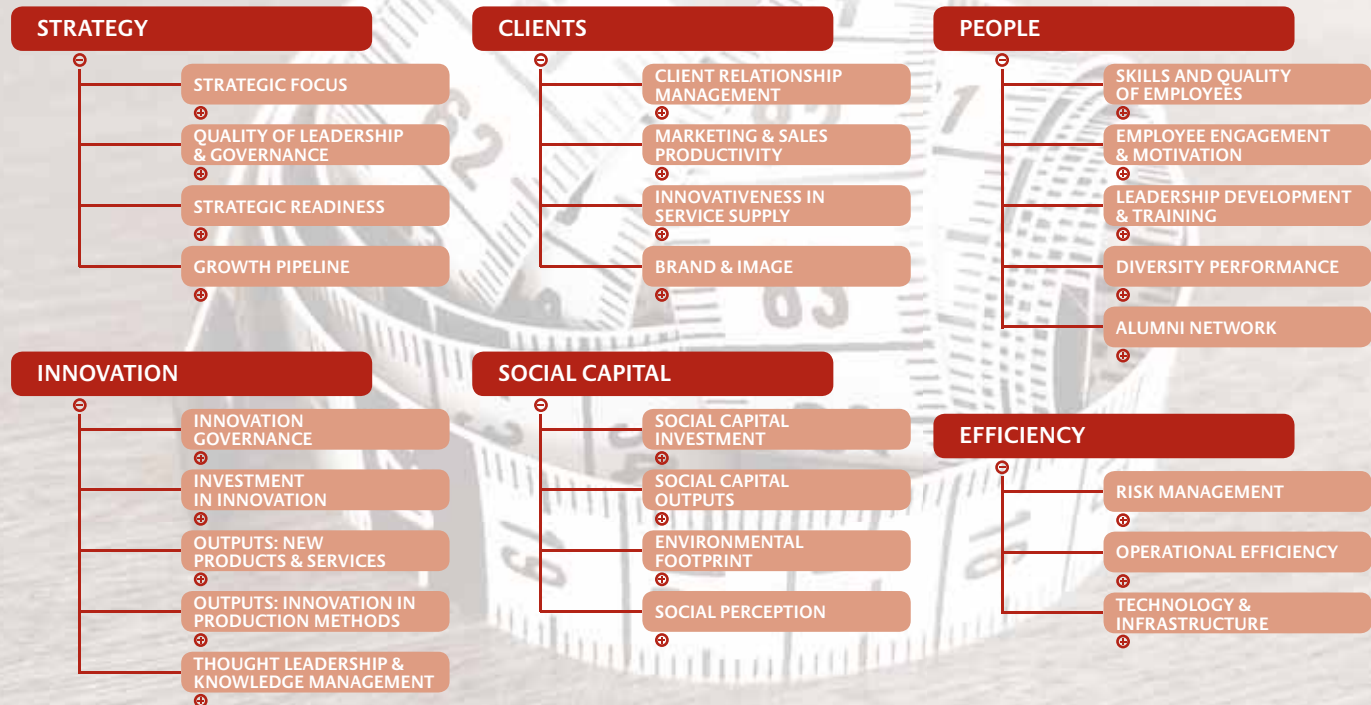 STRATEGY
STRATEGIC FOCUS
QUALITY OF LEADERSHIP
& GOVERNANCE
STRATEGIC READINESS
GROWTH PIPELINE
CLIENTS
CLIENT RELATIONSHIP
MANAGEMENT
MARKETING & SALES
PRODUCTIVITY
INNOVATIVENESS IN
SERVICE SUPPLY
BRAND & IMAGE
PEOPLE
SKILLS AND QUALITY
OF EMPLOYEES
EMPLOYEE ENGAGEMENT
& MOTIVATION
LEADERSHIP DEVELOPMENT
& TRAINING
DIVERSITY PERFORMANCE
ALUMNI NETWORK
INNOVATION
INNOVATION
GOVERNANCE
INVESTMENT
IN INNOVATION
OUTPUTS: NEW
PRODUCTS & SERVICES
OUTPUTS: INNOVATION IN
PRODUCTION METHODS
THOUGHT LEADERSHIP &
KNOWLEDGE MANAGEMENT
SOCIAL CAPITAL
SOCIAL CAPITAL
INVESTMENT
SOCIAL CAPITAL
OUTPUTS
ENVIRONMENTAL
FOOTPRINT
SOCIAL PERCEPTION
EFFICIENCY
RISK MANAGEMENT
OPERATIONAL EFFICIENCY
TECHNOLOGY &
INFRASTRUCTURE
62
63
61